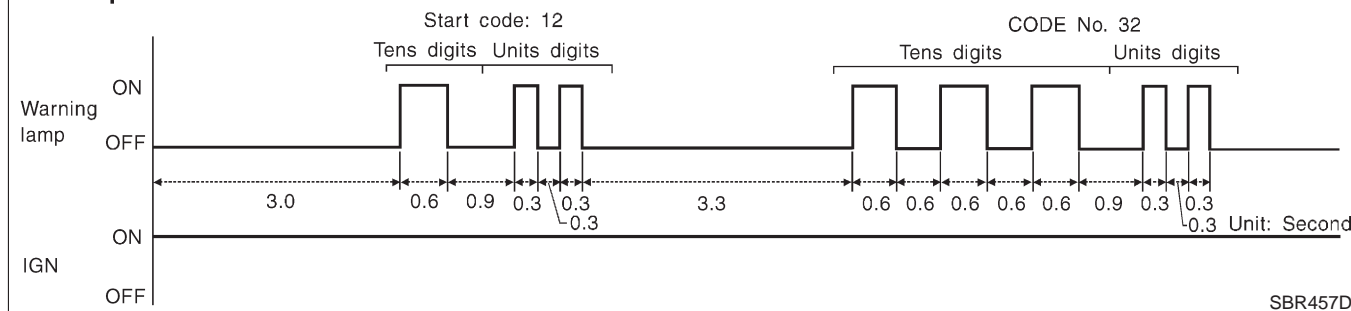 Start code: 12
CODE No. 32
Tens digits Units digits
Tens digits Units digits
ON
Warning
lamp
OFF
3.0 0.6 0.9 0.3 0.3 3.3 0.6 0.6 0.6 0.6 0.6 0.9 0.3 0.3
0.3
0.3 Unit: Second
ON
IGN
OFF
SBR457D